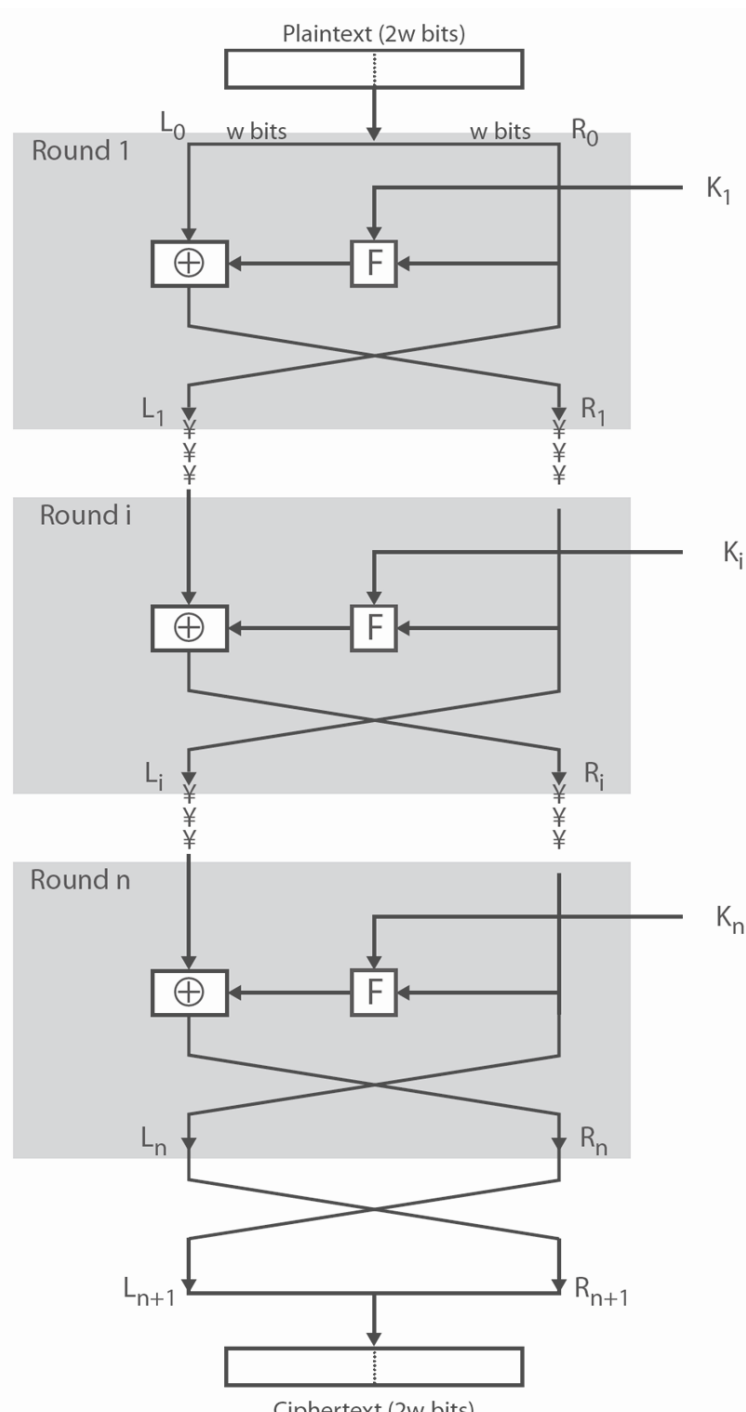 Plaintext (2w bits)
L₀ w bits w bits R₀
Round 1
K₁
⊕ F
L₁ R₁
¥ ¥
¥ ¥
¥ ¥
Round i
Kᵢ
⊕ F
Lᵢ Rᵢ
¥ ¥
¥ ¥
¥ ¥
Round n
Kₙ
⊕ F
Lₙ Rₙ
Lₙ₊₁ Rₙ₊₁
Ciphertext (2w bits)